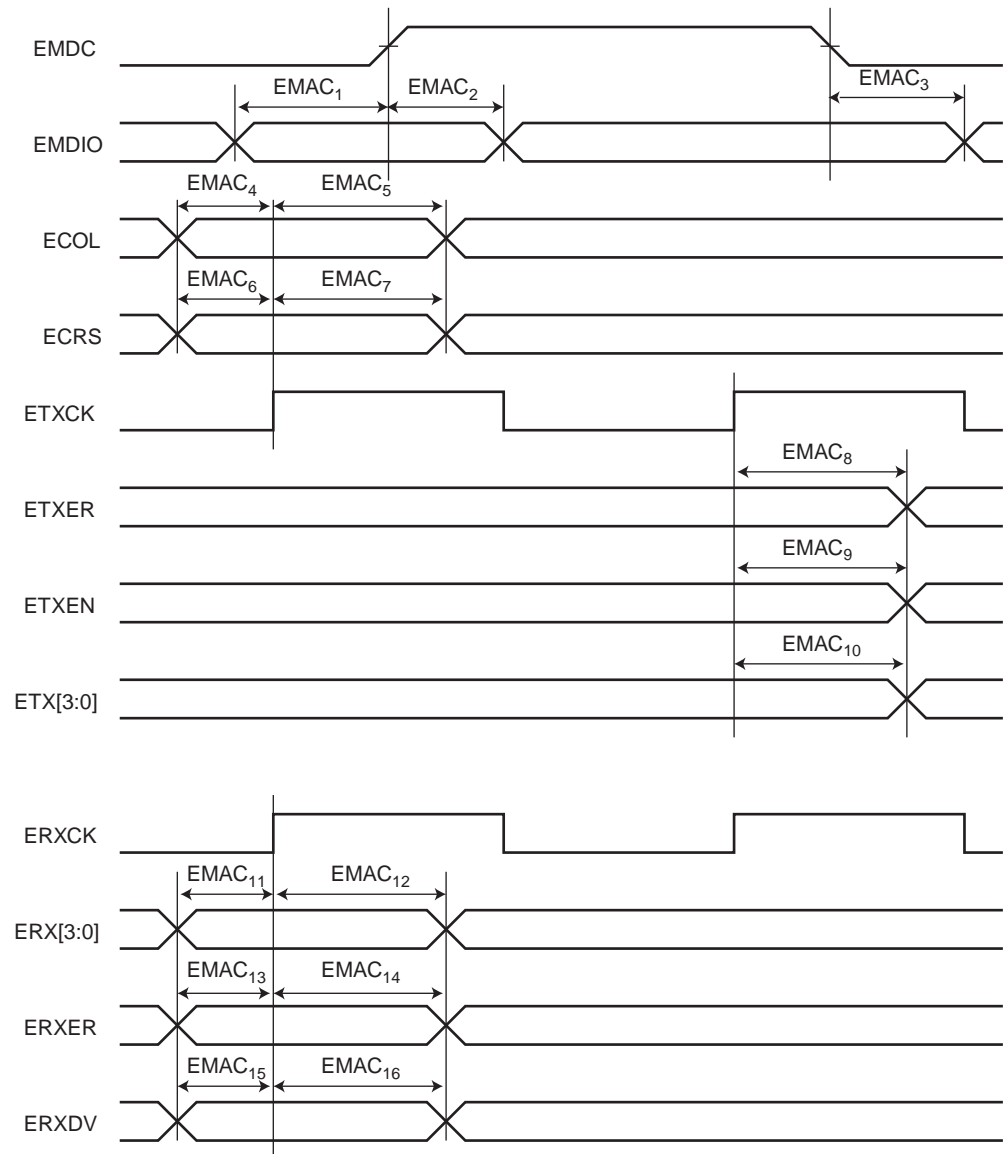 EMDC
EMAC1 EMAC2 EMAC3
EMDIO
EMAC4 EMAC5
ECOL
EMAC6 EMAC7
ECRS
ETXCK
EMAC8
ETXER
EMAC9
ETXEN
EMAC10
ETX[3:0]
ERXCK
EMAC11 EMAC12
ERX[3:0]
EMAC13 EMAC14
ERXER
EMAC15 EMAC16
ERXDV